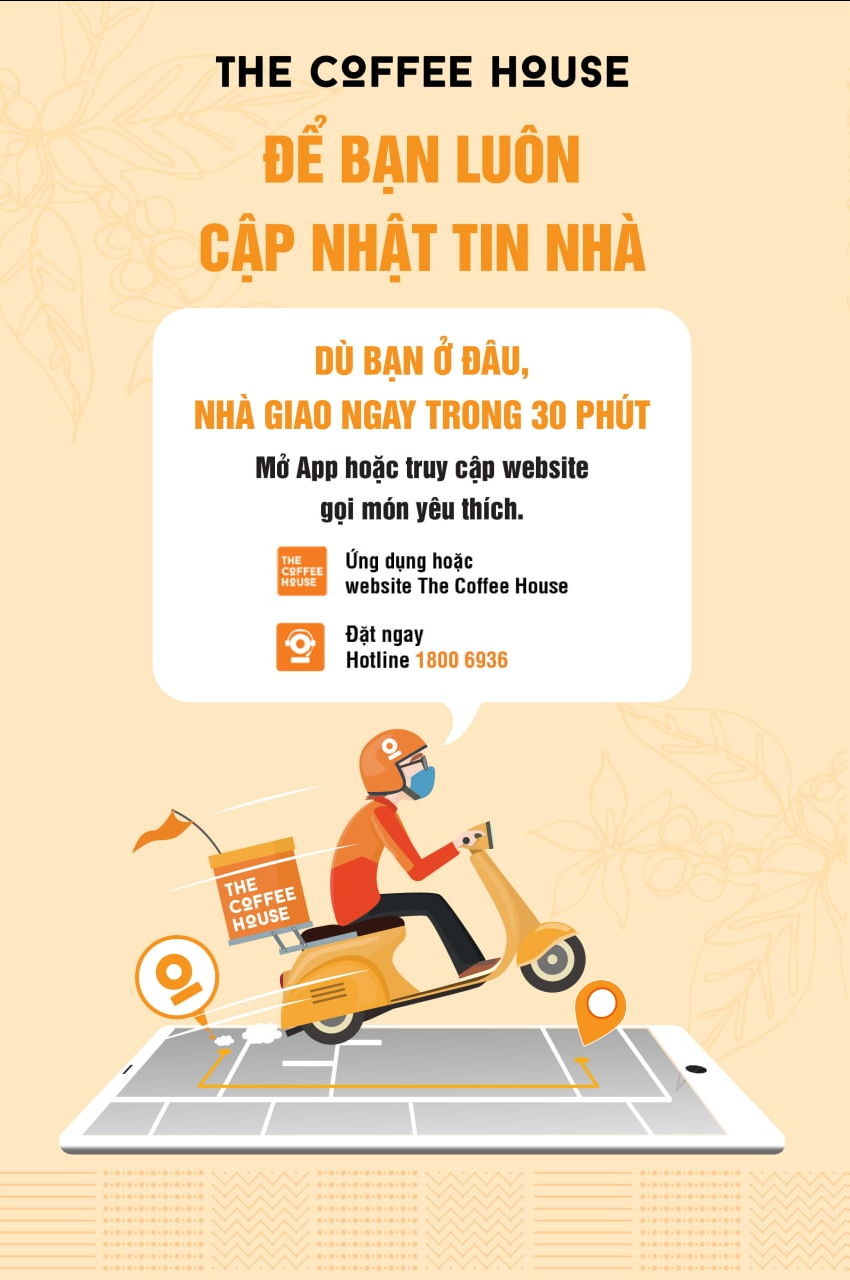 THE COFFEE HOUSE
ĐỂ BẠN LUÔN
CẬP NHẬT TIN NHÀ
DÙ BẠN Ở ĐÂU,
NHÀ GIAO NGAY TRONG 30 PHÚT
Mở App hoặc truy cập website
gọi món yêu thích.
THE
COFFEE
HOUSE
Ứng dụng hoặc
website The Coffee House
Đặt ngay
Hotline 1800 6936
THE
COFFEE
HOUSE